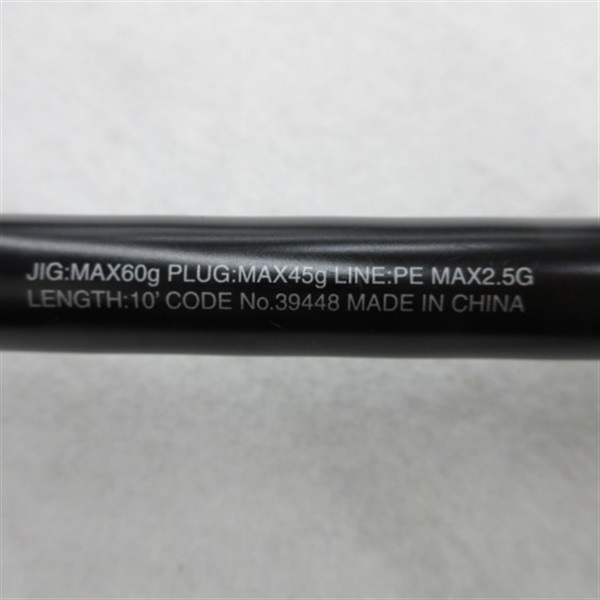 JIG:MAX60g PLUG:MAX45g LINE:PE MAX2.5G
LENGTH:10' CODE No.39448 MADE IN CHINA